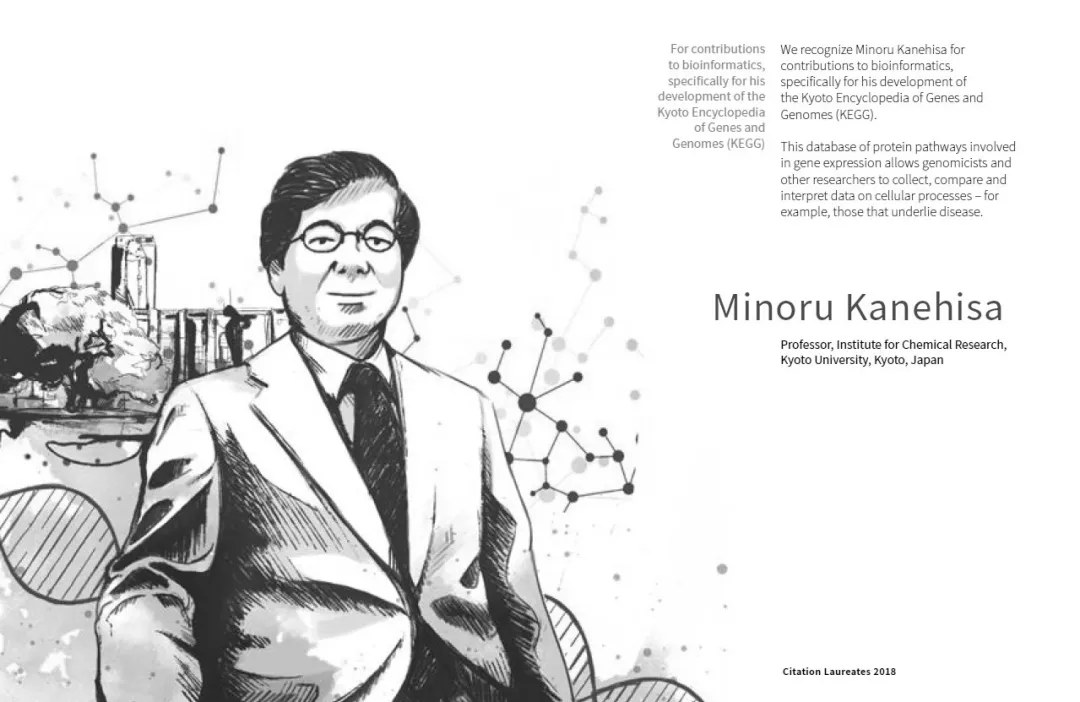 For contributions
to bioinformatics,
specifically for his
development of the
Kyoto Encyclopedia
of Genes and
Genomes (KEGG)
We recognize Minoru Kanehisa for
contributions to bioinformatics,
specifically for his development of
the Kyoto Encyclopedia of Genes and
Genomes (KEGG).
This database of protein pathways involved
in gene expression allows genomicists and
other researchers to collect, compare and
interpret data on cellular processes – for
example, those that underlie disease.
Minoru Kanehisa
Professor, Institute for Chemical Research,
Kyoto University, Kyoto, Japan
Citation Laureates 2018